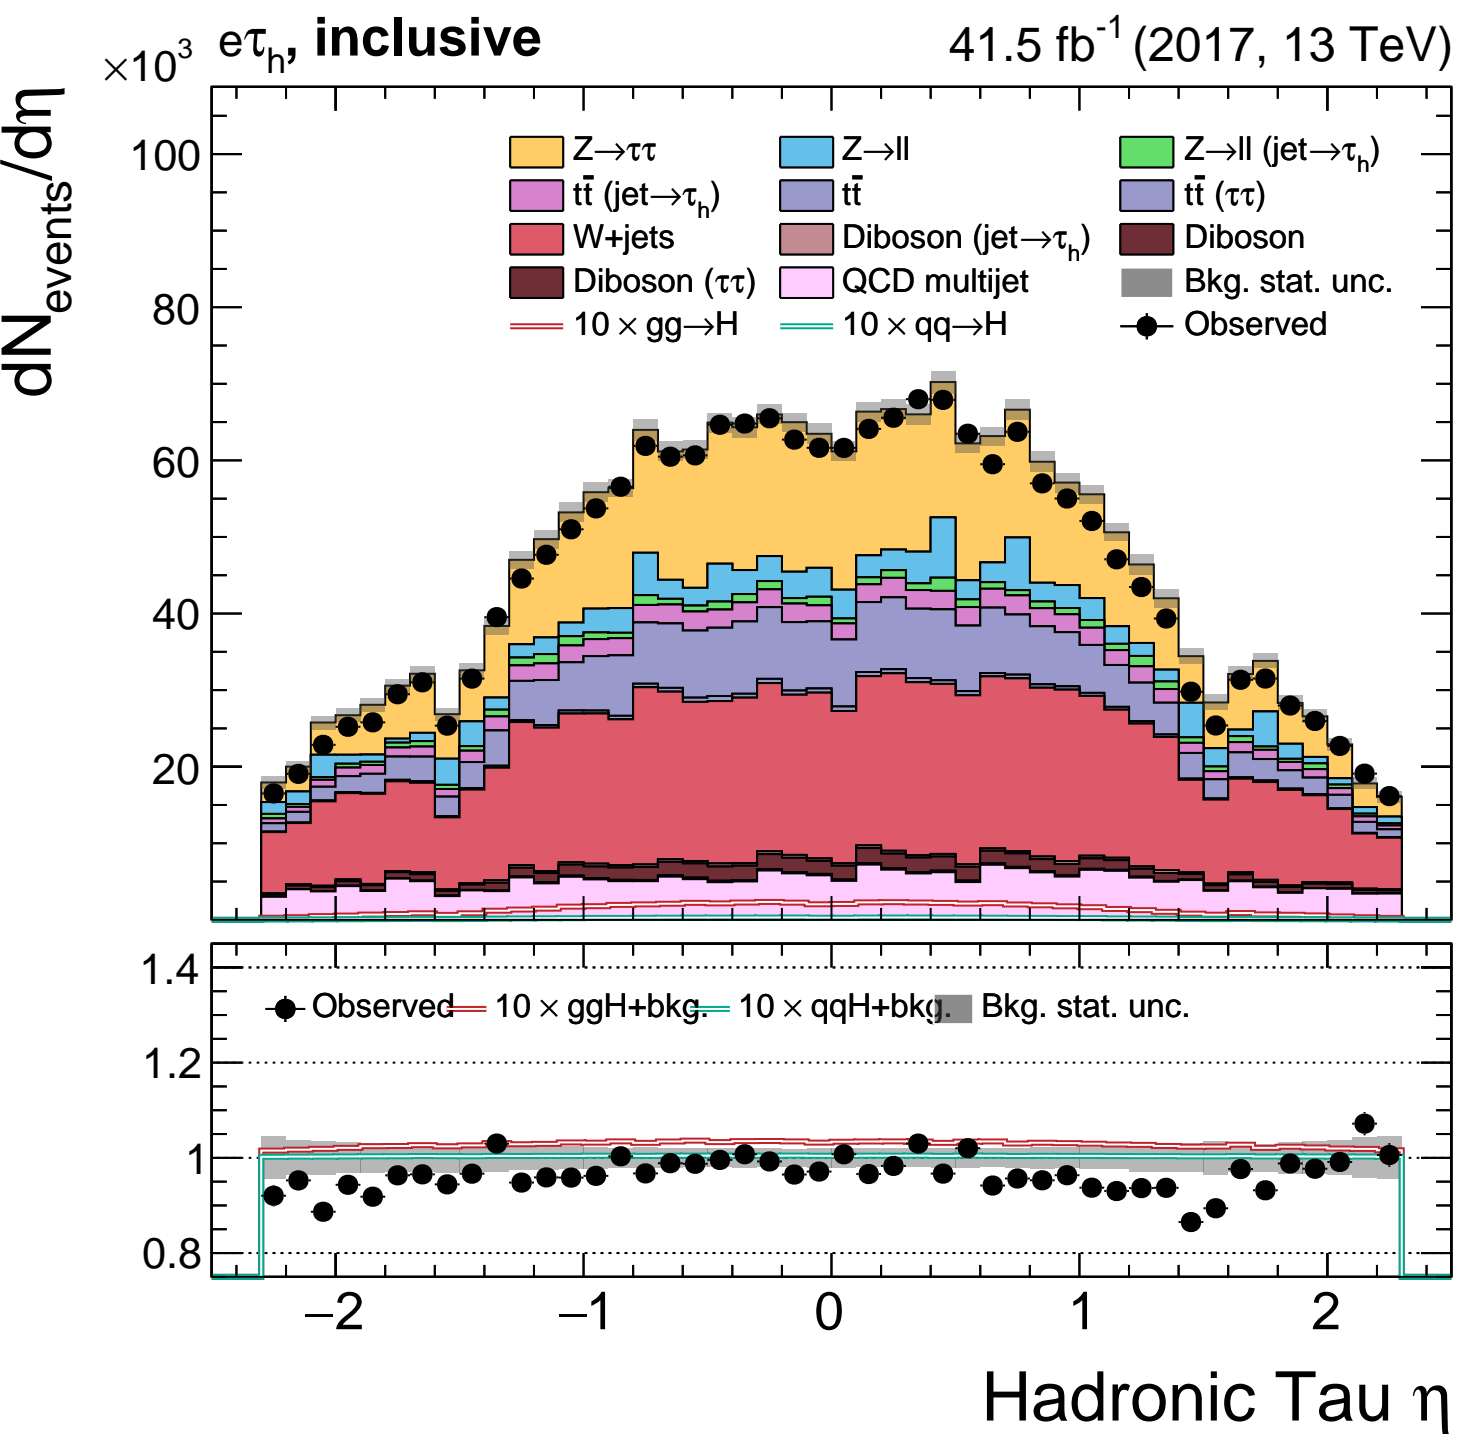 ×10³ eτₕ, inclusive 41.5 fb⁻¹ (2017, 13 TeV)
dN_events/dη
100
80
60
40
20
Z→ττ Z→ll Z→ll (jet→τₕ)
tt̄ (jet→τₕ) tt̄ tt̄ (ττ)
W+jets Diboson (jet→τₕ) Diboson
Diboson (ττ) QCD multijet Bkg. stat. unc.
10 × gg→H 10 × qq→H Observed
1.4
1.2
1
0.8
Observed 10 × ggH+bkg. 10 × qqH+bkg. Bkg. stat. unc.
−2 −1 0 1 2
Hadronic Tau η